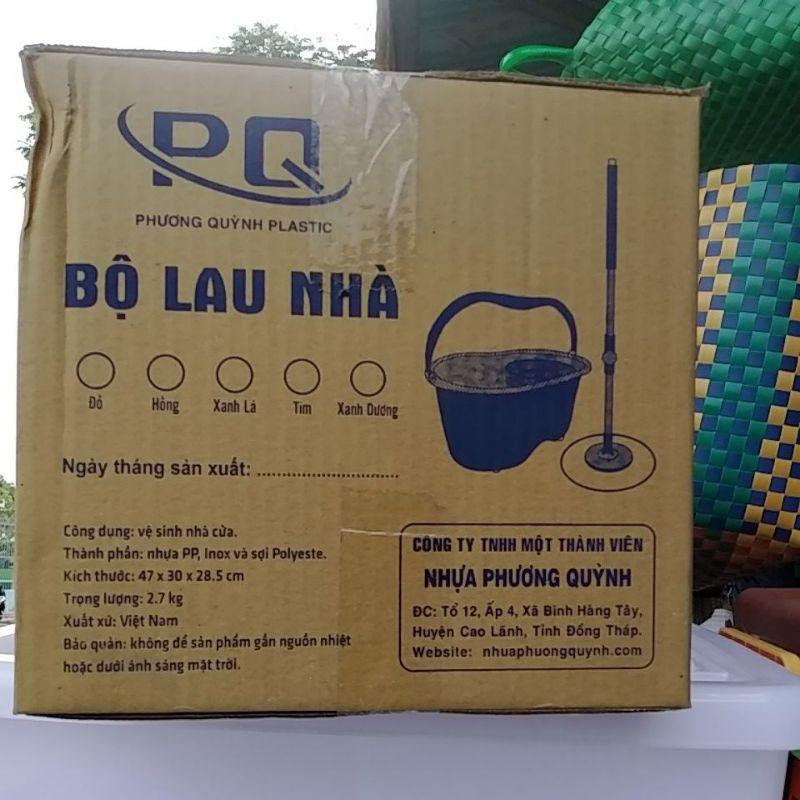 PQ
PHƯƠNG QUỲNH PLASTIC
BỘ LAU NHÀ
Đỏ Hồng Xanh Lá Tím Xanh Dương
Ngày tháng sản xuất: ............................
Công dụng: vệ sinh nhà cửa.
Thành phần: nhựa PP, Inox và sợi Polyeste.
Kích thước: 47 x 30 x 28.5 cm
Trọng lượng: 2.7 kg
Xuất xứ: Việt Nam
Bảo quản: không để sản phẩm gần nguồn nhiệt
hoặc dưới ánh sáng mặt trời.
CÔNG TY TNHH MỘT THÀNH VIÊN
NHỰA PHƯƠNG QUỲNH
ĐC: Tổ 12, Ấp 4, Xã Bình Hàng Tây,
Huyện Cao Lãnh, Tỉnh Đồng Tháp.
Website: nhuaphuongquynh.com